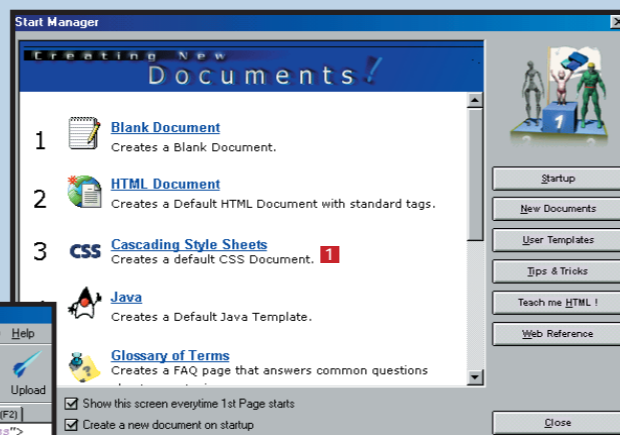 Start Manager
Creating New
Documents!
1
Blank Document
Creates a Blank Document.
2
HTML Document
Creates a Default HTML Document with standard tags.
3
CSS
Cascading Style Sheets
Creates a default CSS Document.
1
Java
Creates a Default Java Template.
Glossary of Terms
Creates a FAQ page that answers common questions
Show this screen everytime 1st Page starts
Create a new document on startup
1
Startup
New Documents
User Templates
Tips & Tricks
Teach me HTML !
Web Reference
Close
Help
Upload
(F2)